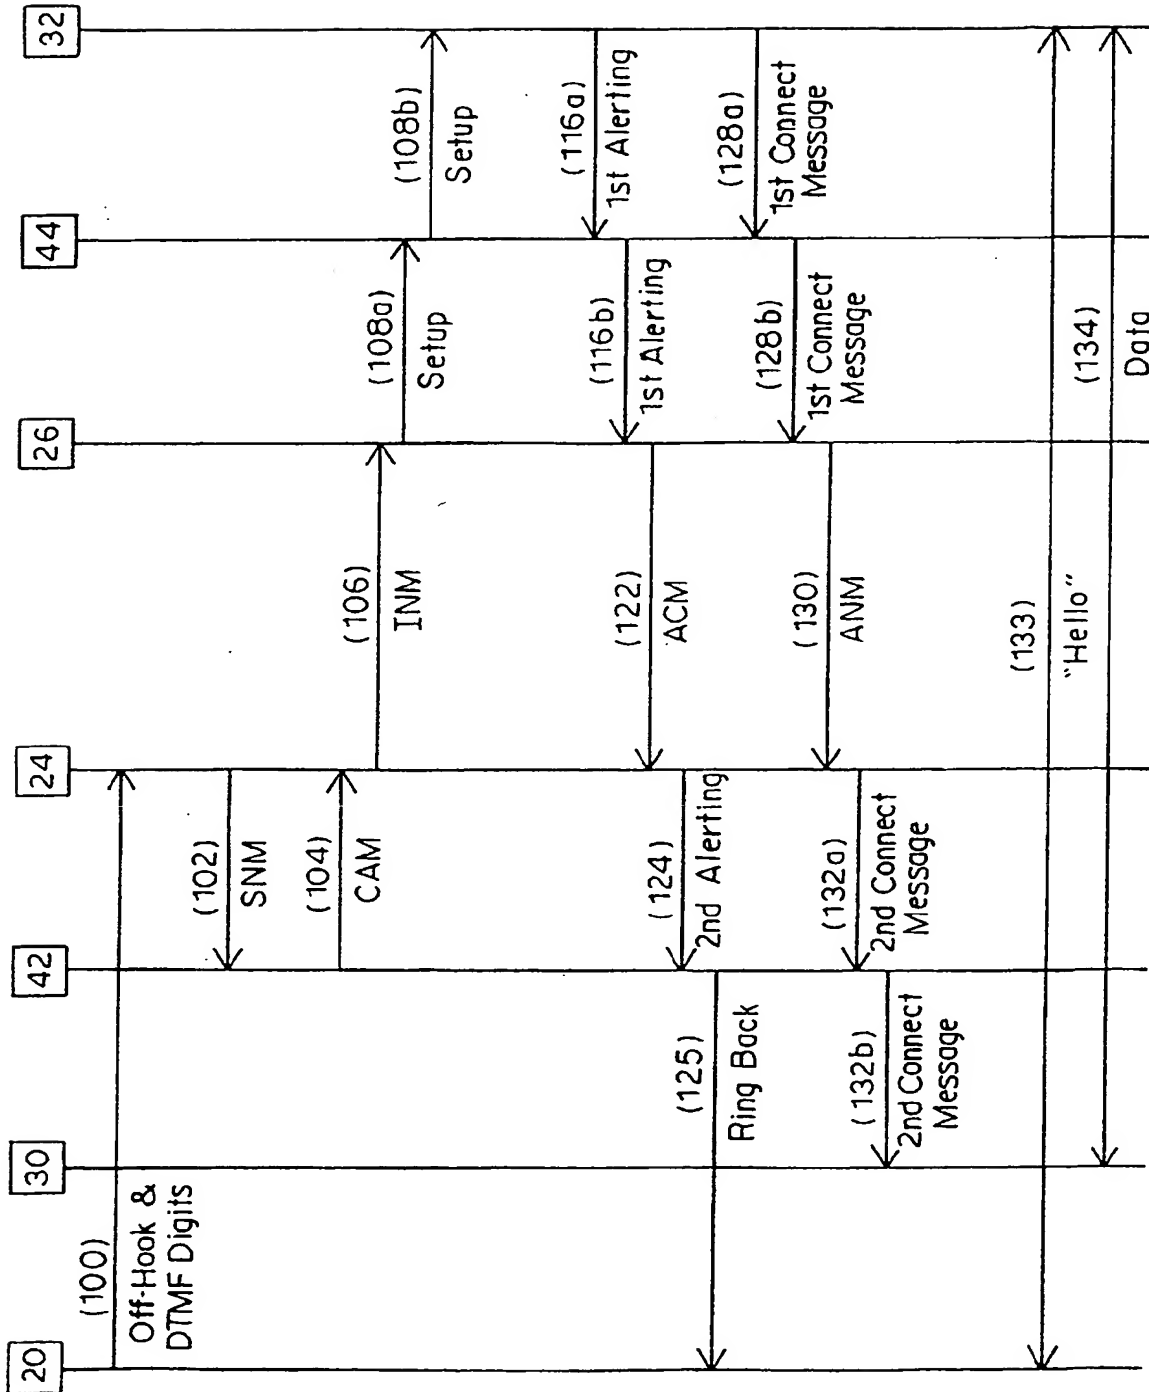 20
30
42
24
26
44
32
(100)
Off-Hook &
DTMF Digits
(102)
SNM
(104)
CAM
(106)
INM
(108a)
Setup
(108b)
Setup
(116a)
1st Alerting
(116b)
1st Alerting
(122)
ACM
(124)
2nd Alerting
(125)
Ring Back
(128a)
1st Connect
Message
(128b)
1st Connect
Message
(130)
ANM
(132a)
2nd Connect
Message
(132b)
2nd Connect
Message
(133)
"Hello"
(134)
Data